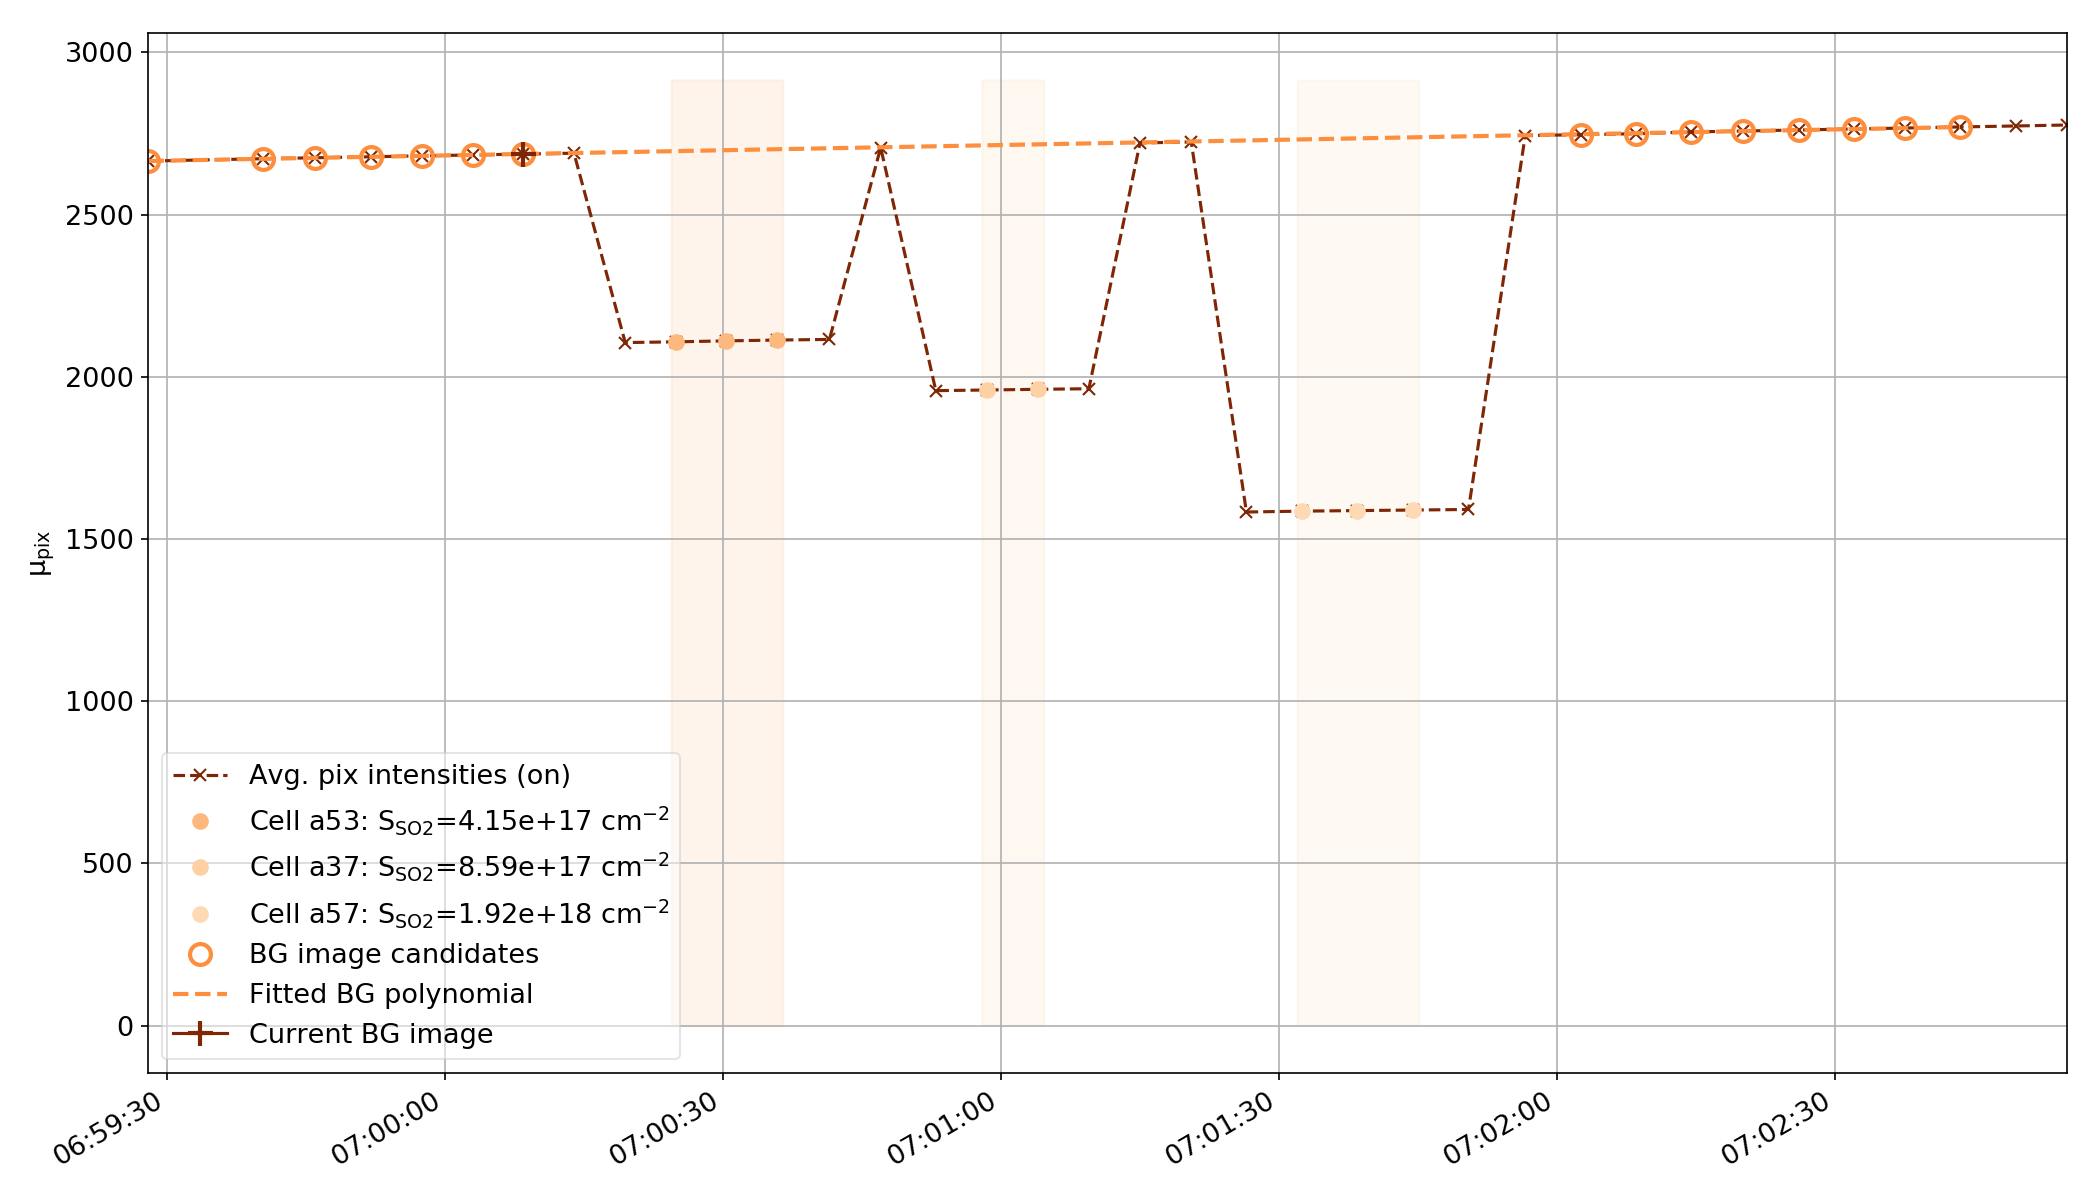 3000
2500
2000
1500
1000
500
0
μpix
Avg. pix intensities (on)
Cell a53: SSO2=4.15e+17 cm−2
Cell a37: SSO2=8.59e+17 cm−2
Cell a57: SSO2=1.92e+18 cm−2
BG image candidates
Fitted BG polynomial
Current BG image
06:59:30
07:00:00
07:00:30
07:01:00
07:01:30
07:02:00
07:02:30